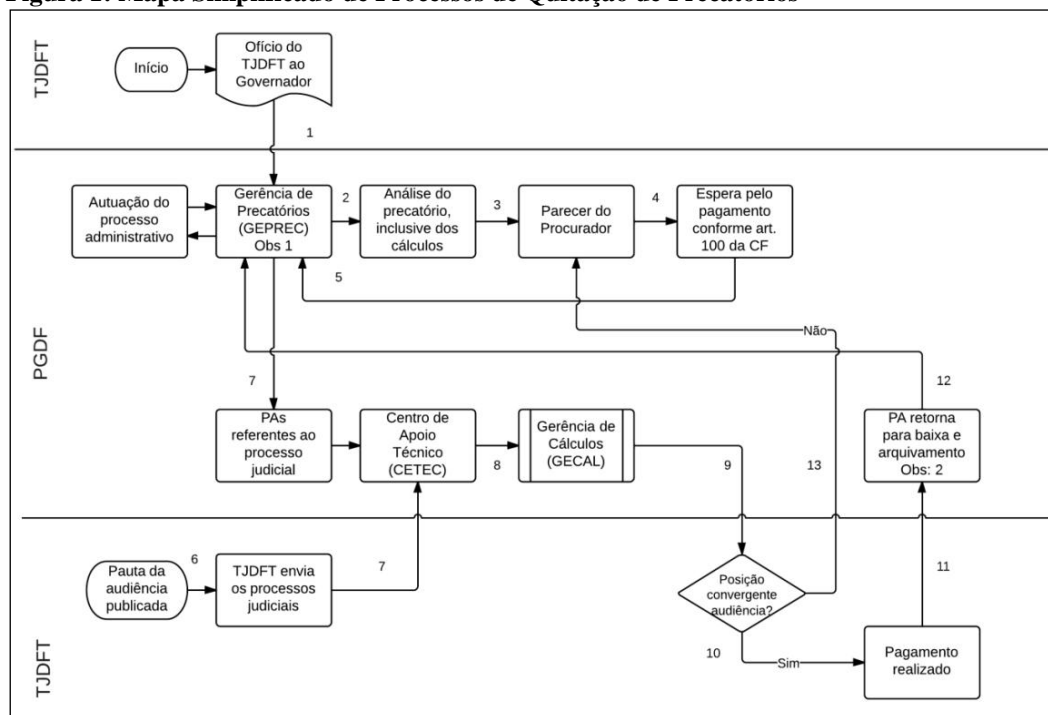 Figura 1: Mapa Simplificado de Processos de Quitação de Precatórios
TJDFT
Início
Ofício do
TJDFT ao
Governador
1
PGDF
Autuação do
processo
administrativo
Gerência de
Precatórios
(GEPREC)
Obs 1
2
Análise do
precatório,
inclusive dos
cálculos
3
Parecer do
Procurador
4
Espera pelo
pagamento
conforme art.
100 da CF
5
Não
7
12
PAs
referentes ao
processo
judicial
Centro de
Apoio
Técnico
(CETEC)
8
Gerência de
Cálculos
(GECAL)
9
13
PA retorna
para baixa e
arquivamento
Obs: 2
TJDFT
Pauta da
audiência
publicada
6
TJDFT envia
os processos
judiciais
7
Posição
convergente
audiência?
11
10
Sim
Pagamento
realizado